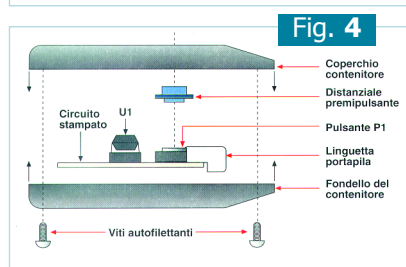 Fig. 4
Coperchio
contenitore
Distanziale
premipulsante
Circuito
stampato
U1
Pulsante P1
Linguetta
portapila
Fondello del
contenitore
Viti autofilettanti